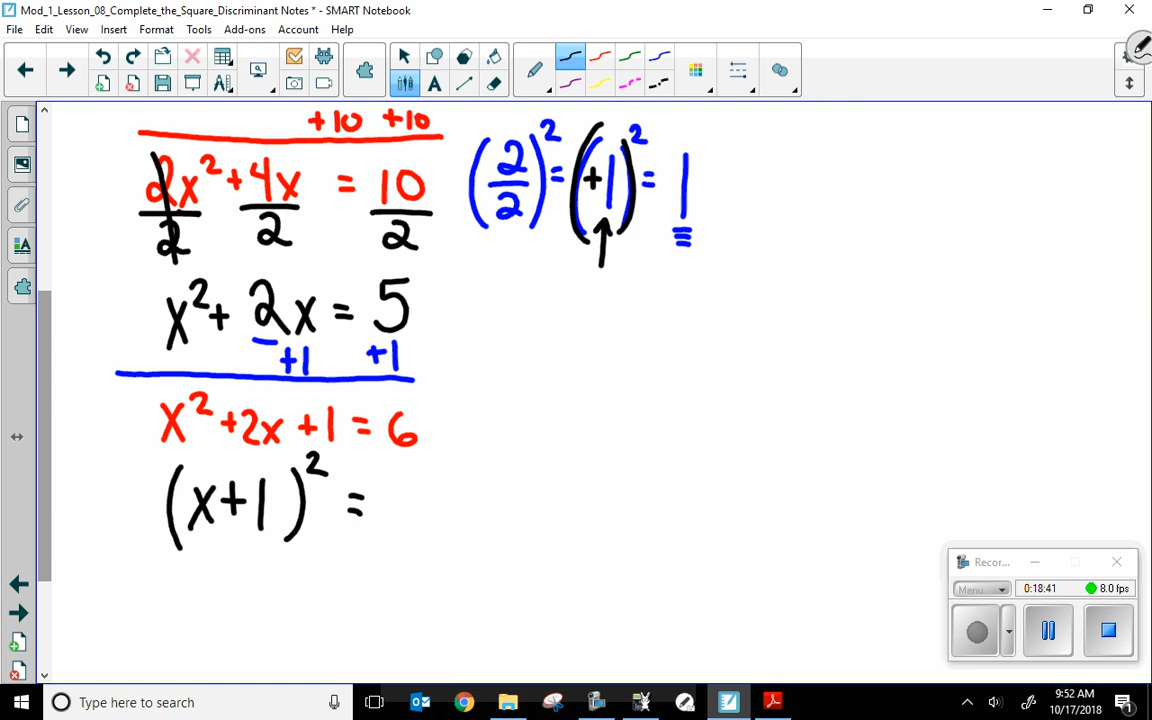 Mod_1_Lesson_08_Complete_the_Square_Discriminant Notes * - SMART Notebook
File Edit View Insert Format Tools Add-ons Account Help
+10 +10
2x² + 4x = 10
2 2 2
(2/2)² = (+1)² = 1
x² + 2x = 5
+1 +1
x² + 2x + 1 = 6
(x+1)² =
Recor...
Menu 0:18:41 8.0 fps
Type here to search
9:52 AM
10/17/2018
1